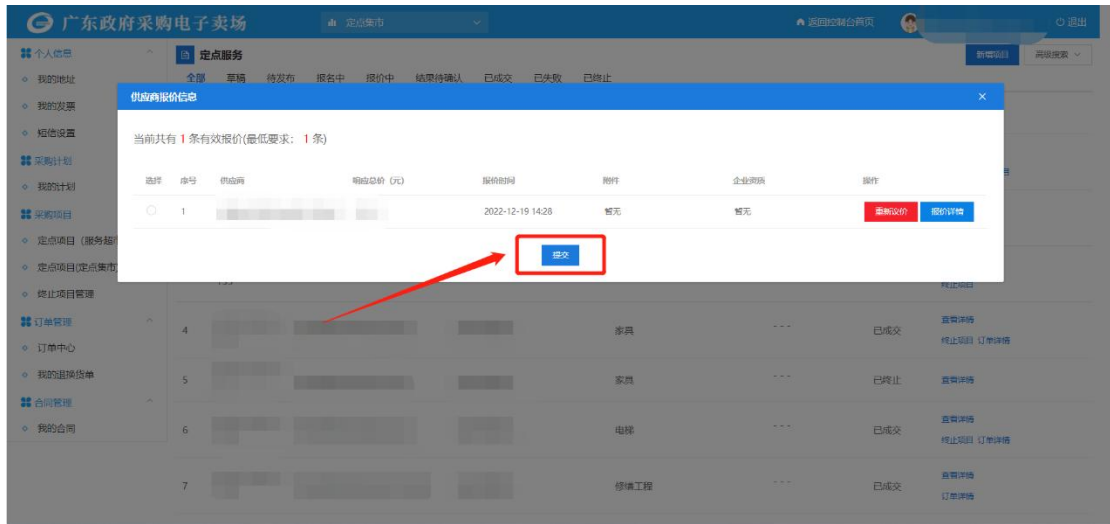 广东政府采购电子卖场
定点集市
返回控制台首页
退出
个人信息
我的地址
我的发票
短信设置
采购计划
我的计划
采购项目
定点项目（服务超
定点项目(定点集市)
终止项目管理
订单管理
订单中心
我的退换货单
合同管理
我的合同
定点服务
新增项目
高级搜索
全部 草稿 待发布 报名中 报价中 结果待确认 已成交 已失败 已终止
供应商报价信息
当前共有 1 条有效报价(最低要求： 1 条)
选择 序号 供应商 响应总价（元） 报价时间 附件 企业资质 操作
1 2022-12-19 14:28 暂无 暂无 重新议价 报价详情
提交
终止项目
4 家具 - - - 已成交 查看详情
终止项目 订单详情
5 家具 - - - 已终止 查看详情
6 电梯 - - - 已成交 查看详情
终止项目 订单详情
7 修缮工程 - - - 已成交 查看详情
订单详情